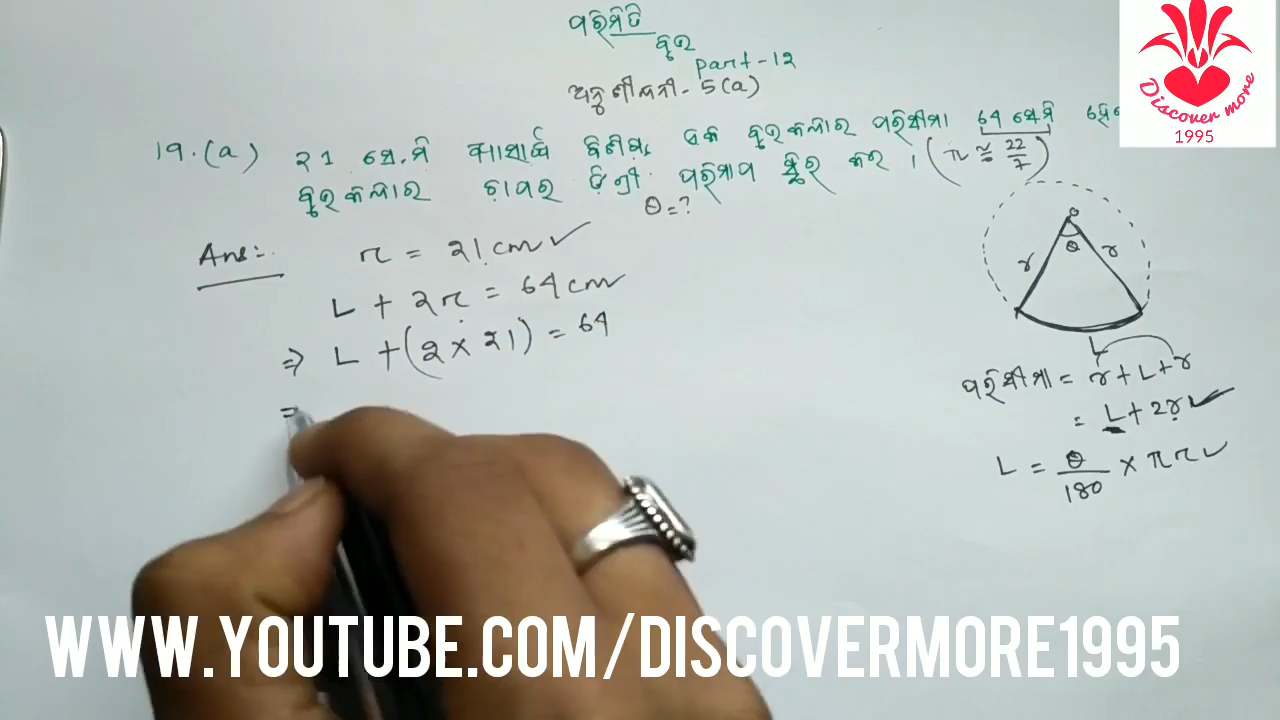 ପରିମିତି
ବୃତ୍ତ
Part-12
ଅନୁଶୀଳନୀ-5(a)
Discover more
1995
19.(a) 21 ସେ.ମି ବ୍ୟାସାର୍ଦ୍ଧ ବିଶିଷ୍ଟ ଏକ ବୃତ୍ତକଳାର ପରିସୀମା 64 ସେମି
ବୃତ୍ତକଳାର ଚାପର ଡିଗ୍ରୀ ପରିମାପ ସ୍ଥିର କର । (π ≅ 22/7)
θ = ?
Ans:-
r = 21 cm ✓
L + 2r = 64 cm
⇒ L + (2 × 21) = 64
=
O
θ
r r
L
ପରିସୀମା = r + L + r
= L + 2r ✓
L = θ/180 × πr ✓
WWW.YOUTUBE.COM/DISCOVERMORE1995